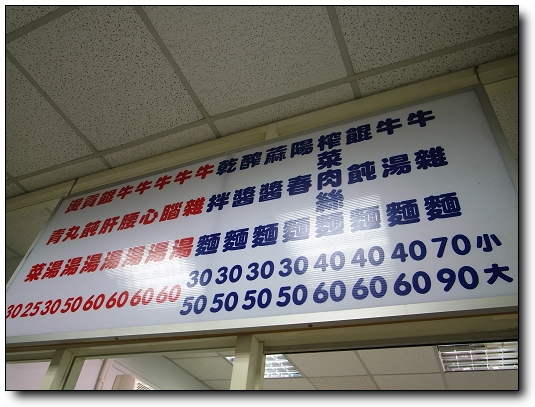 小 大
牛雜麵 70 90
牛湯麵 40 60
餛飩麵 40 60
榨菜肉絲麵 40 60
陽春麵 30 50
蔴醬麵 30 50
醡醬麵 30 50
乾拌麵 30 50
牛雜湯 60
牛腦湯 60
牛心湯 60
牛腰湯 60
牛肝湯 50
餛飩湯 30
貢丸湯 25
燙青菜 30